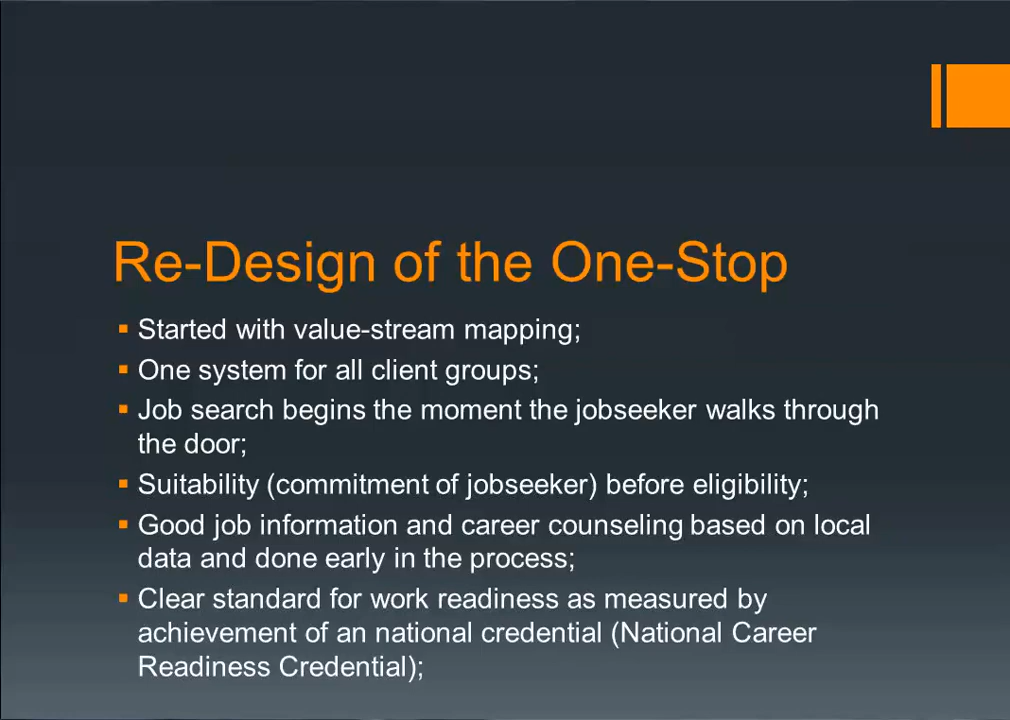 Re-Design of the One-Stop
▪ Started with value-stream mapping;
▪ One system for all client groups;
▪ Job search begins the moment the jobseeker walks through
the door;
▪ Suitability (commitment of jobseeker) before eligibility;
▪ Good job information and career counseling based on local
data and done early in the process;
▪ Clear standard for work readiness as measured by
achievement of an national credential (National Career
Readiness Credential);